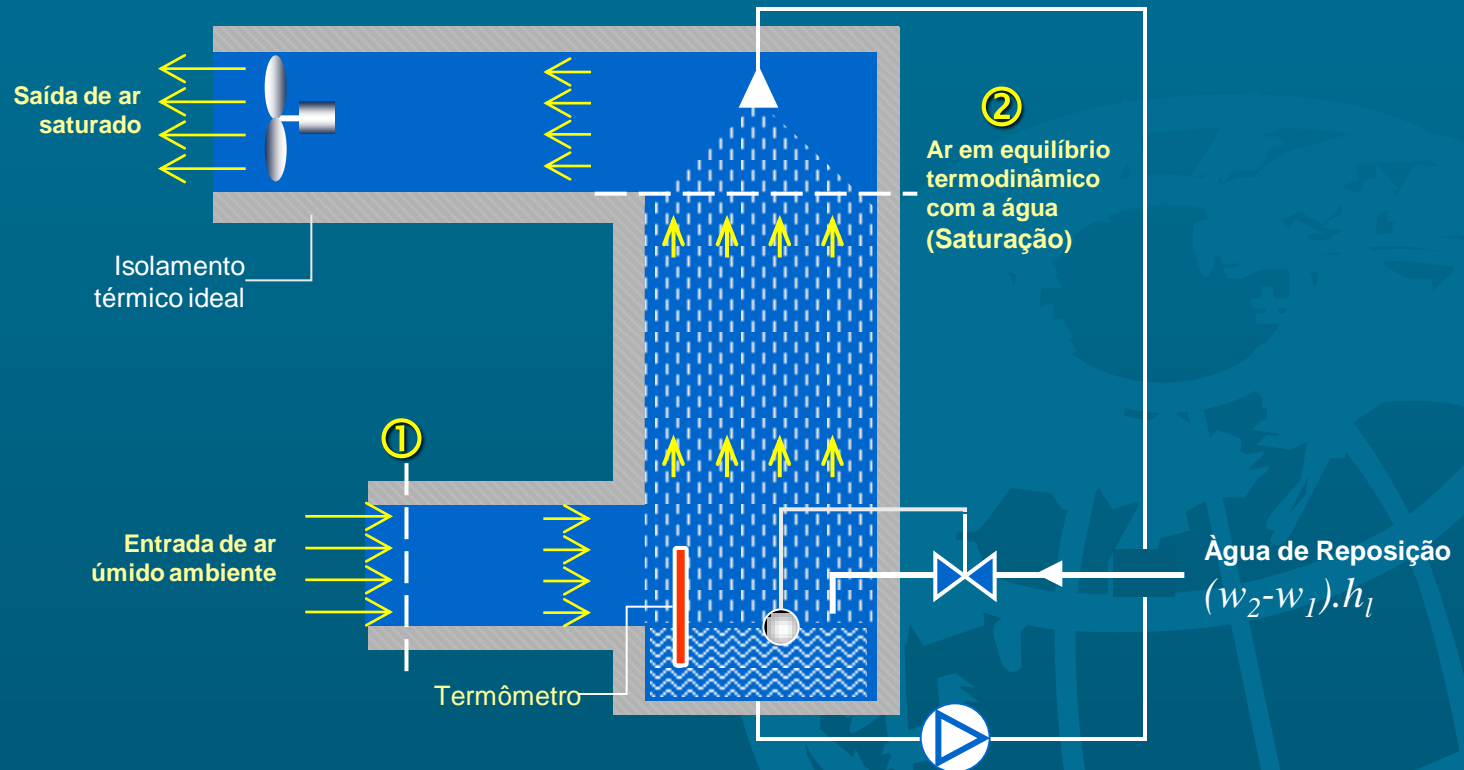 Saída de ar
saturado
②
Ar em equilíbrio
termodinâmico
com a água
(Saturação)
Isolamento
térmico ideal
①
Entrada de ar
úmido ambiente
Àgua de Reposição
(w₂-w₁).hₗ
Termômetro